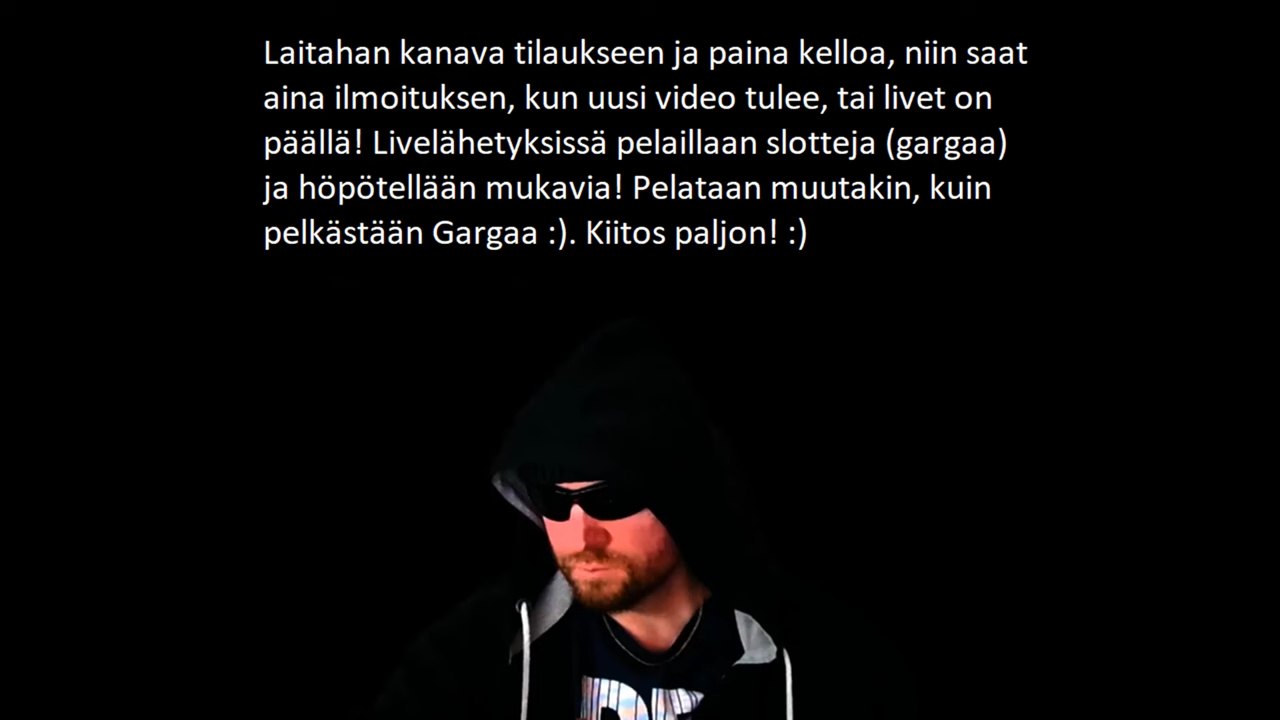 Laitahan kanava tilaukseen ja paina kelloa, niin saat
aina ilmoituksen, kun uusi video tulee, tai livet on
päällä! Livelähetyksissä pelaillaan slotteja (gargaa)
ja höpötellään mukavia! Pelataan muutakin, kuin
pelkästään Gargaa :). Kiitos paljon! :)